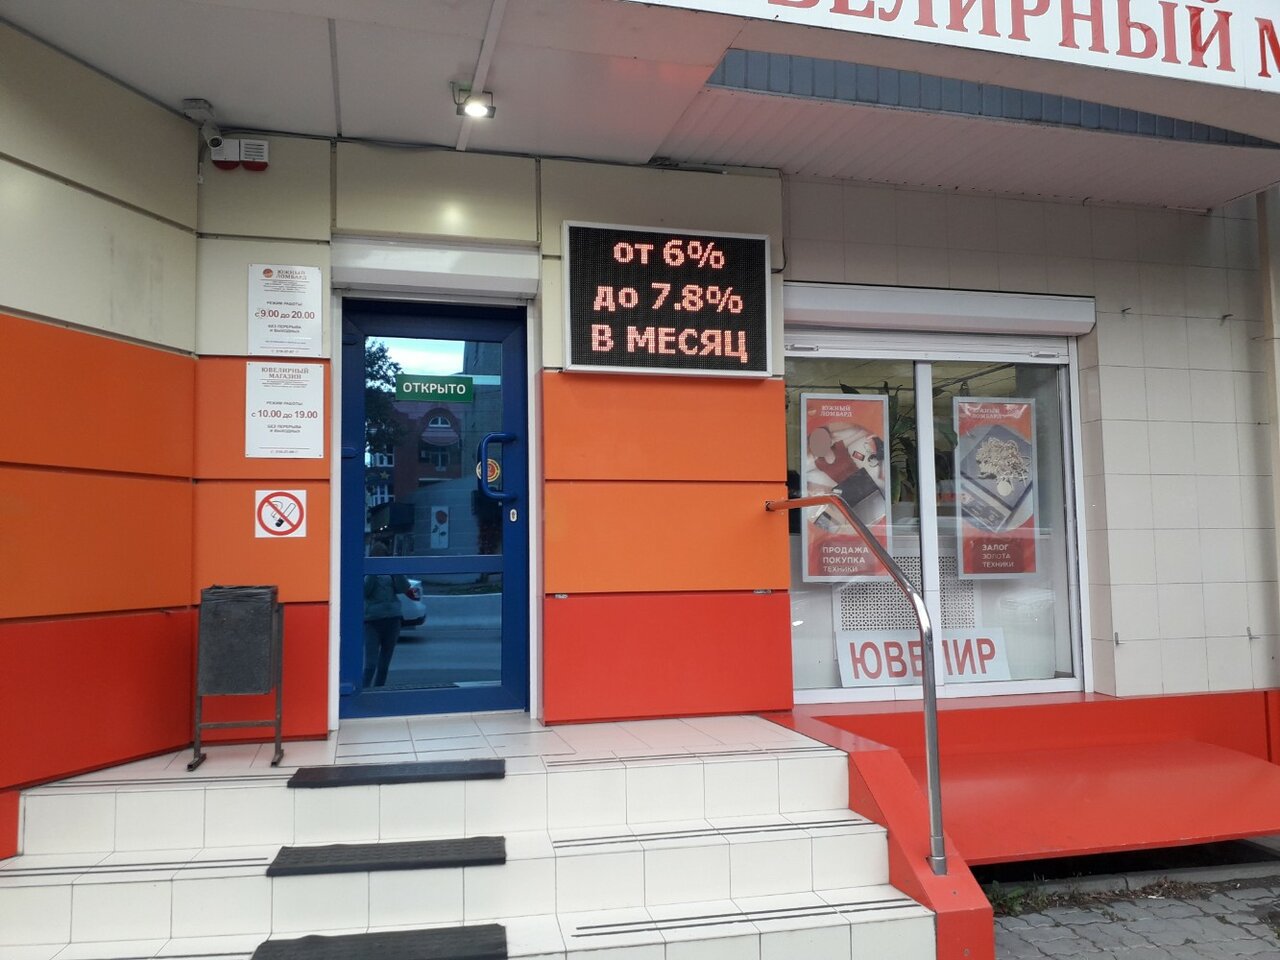 ВЕЛИРНЫЙ М
от 6%
до 7.8%
В МЕСЯЦ
ЮЖНЫЙ
ЛОМБАРД
РЕЖИМ РАБОТЫ:
с 9.00 до 20.00
БЕЗ ПЕРЕРЫВА
И ВЫХОДНЫХ
ЮВЕЛИРНЫЙ
МАГАЗИН
РЕЖИМ РАБОТЫ:
с 10.00 до 19.00
БЕЗ ПЕРЕРЫВА
И ВЫХОДНЫХ
ОТКРЫТО
ЮЖНЫЙ
ЛОМБАРД
ПРОДАЖА
ПОКУПКА
ТЕХНИКИ
ЮЖНЫЙ
ЛОМБАРД
ЗАЛОГ
ЗОЛОТА
ТЕХНИКИ
ЮВЕЛИР